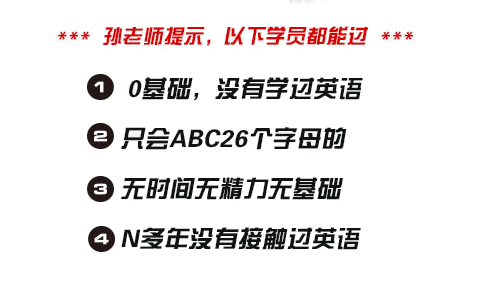 *** 孙老师提示，以下学员都能过 ***
1 0基础，没有学过英语
2 只会ABC26个字母的
3 无时间无精力无基础
4 N多年没有接触过英语